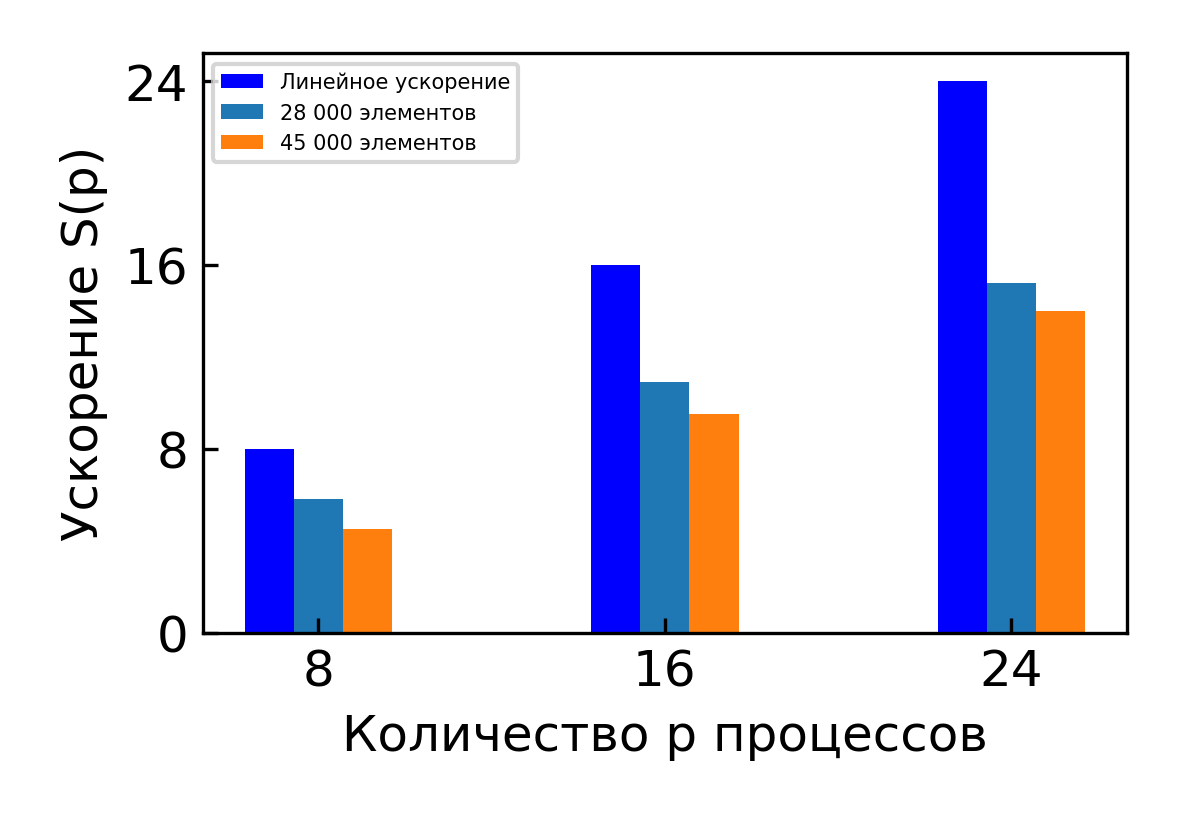 Ускорение S(p)
24
16
8
0
Линейное ускорение
28 000 элементов
45 000 элементов
8
16
24
Количество p процессов